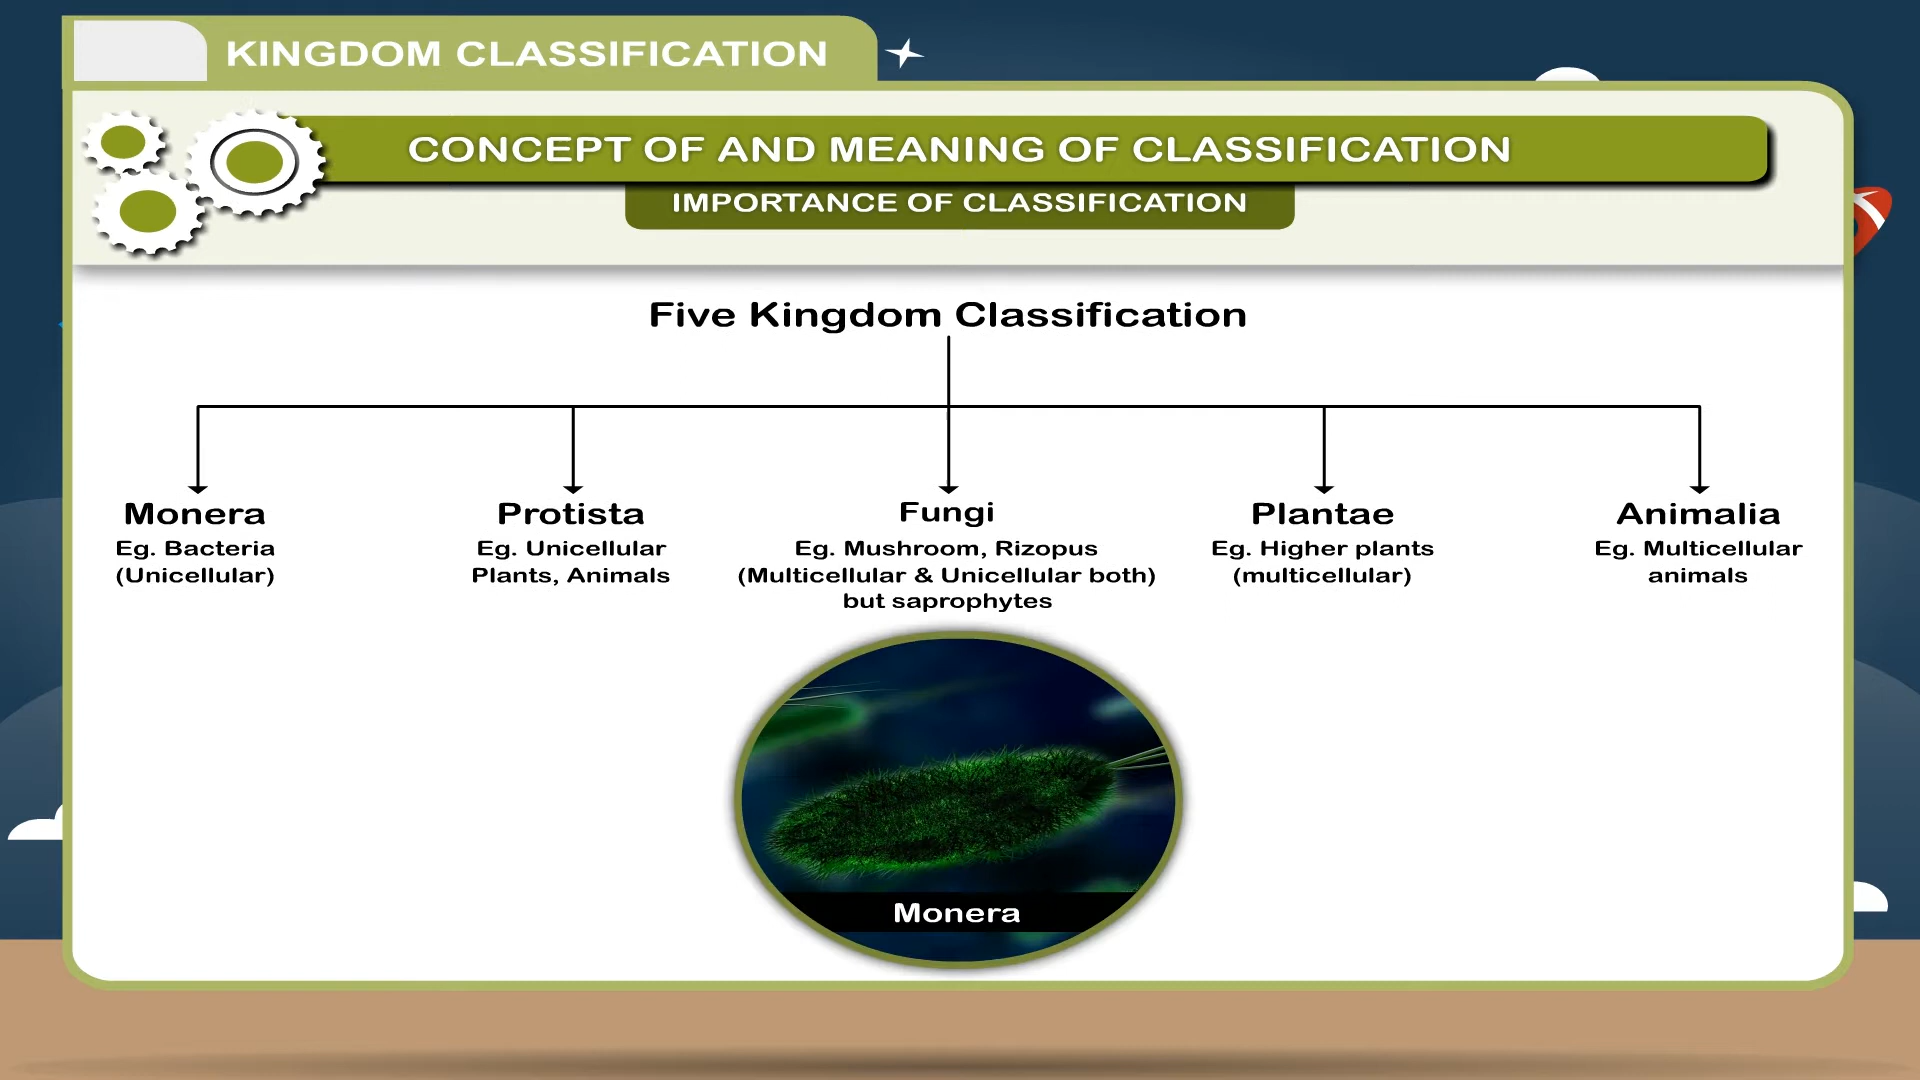 KINGDOM CLASSIFICATION
CONCEPT OF AND MEANING OF CLASSIFICATION
IMPORTANCE OF CLASSIFICATION
Five Kingdom Classification
Monera
Eg. Bacteria
(Unicellular)
Protista
Eg. Unicellular
Plants, Animals
Fungi
Eg. Mushroom, Rizopus
(Multicellular & Unicellular both)
but saprophytes
Plantae
Eg. Higher plants
(multicellular)
Animalia
Eg. Multicellular
animals
Monera